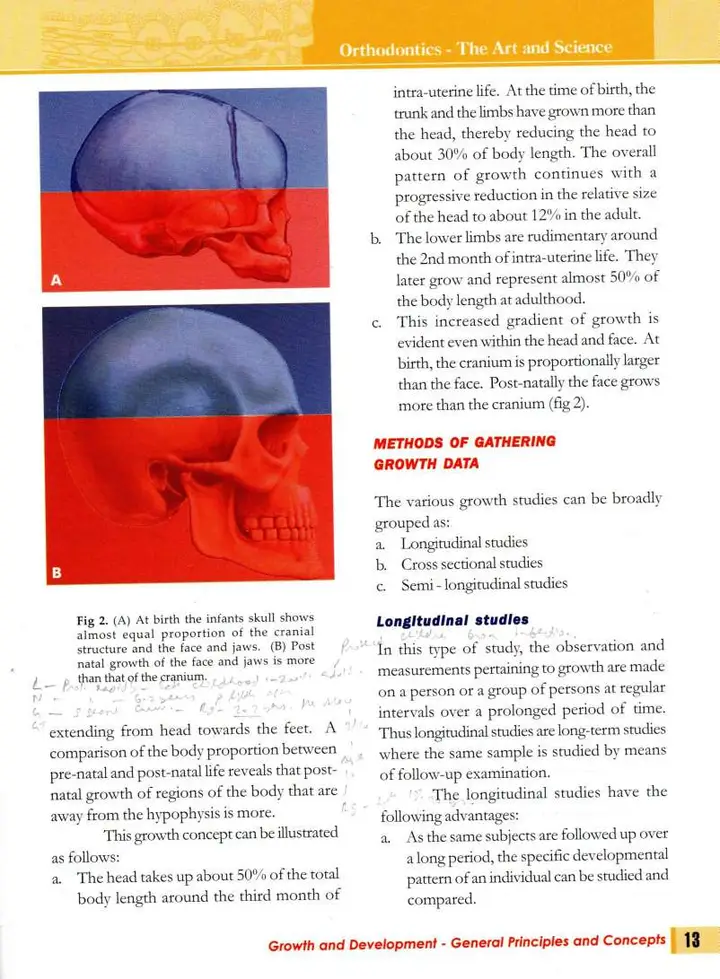 Orthodontics - The Art and Science
A
B
Fig 2. (A) At birth the infants skull shows
almost equal proportion of the cranial
structure and the face and jaws. (B) Post
natal growth of the face and jaws is more
than that of the cranium.
extending from head towards the feet. A
comparison of the body proportion between
pre-natal and post-natal life reveals that post-
natal growth of regions of the body that are
away from the hypophysis is more.
This growth concept can be illustrated
as follows:
a. The head takes up about 50% of the total
body length around the third month of
intra-uterine life. At the time of birth, the
trunk and the limbs have grown more than
the head, thereby reducing the head to
about 30% of body length. The overall
pattern of growth continues with a
progressive reduction in the relative size
of the head to about 12% in the adult.
b. The lower limbs are rudimentary around
the 2nd month of intra-uterine life. They
later grow and represent almost 50% of
the body length at adulthood.
c. This increased gradient of growth is
evident even within the head and face. At
birth, the cranium is proportionally larger
than the face. Post-natally the face grows
more than the cranium (fig 2).
METHODS OF GATHERING
GROWTH DATA
The various growth studies can be broadly
grouped as:
a. Longitudinal studies
b. Cross sectional studies
c. Semi - longitudinal studies
Longitudinal studies
In this type of study, the observation and
measurements pertaining to growth are made
on a person or a group of persons at regular
intervals over a prolonged period of time.
Thus longitudinal studies are long-term studies
where the same sample is studied by means
of follow-up examination.
The longitudinal studies have the
following advantages:
a. As the same subjects are followed up over
a long period, the specific developmental
pattern of an individual can be studied and
compared.
Growth and Development - General Principles and Concepts 13